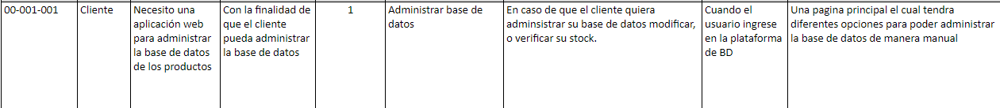 00-001-001
Cliente
Necesito una
aplicación web
para administrar
la base de datos
de los productos
Con la finalidad de
que el cliente
pueda administrar
la base de datos
1
Administrar base de
datos
En caso de que el cliente quiera
adminsistrar su base de datos modificar,
o verificar su stock.
Cuando el
usuario ingrese
en la plataforma
de BD
Una pagina principal el cual tendra
diferentes opciones para poder administrar
la base de datos de manera manual